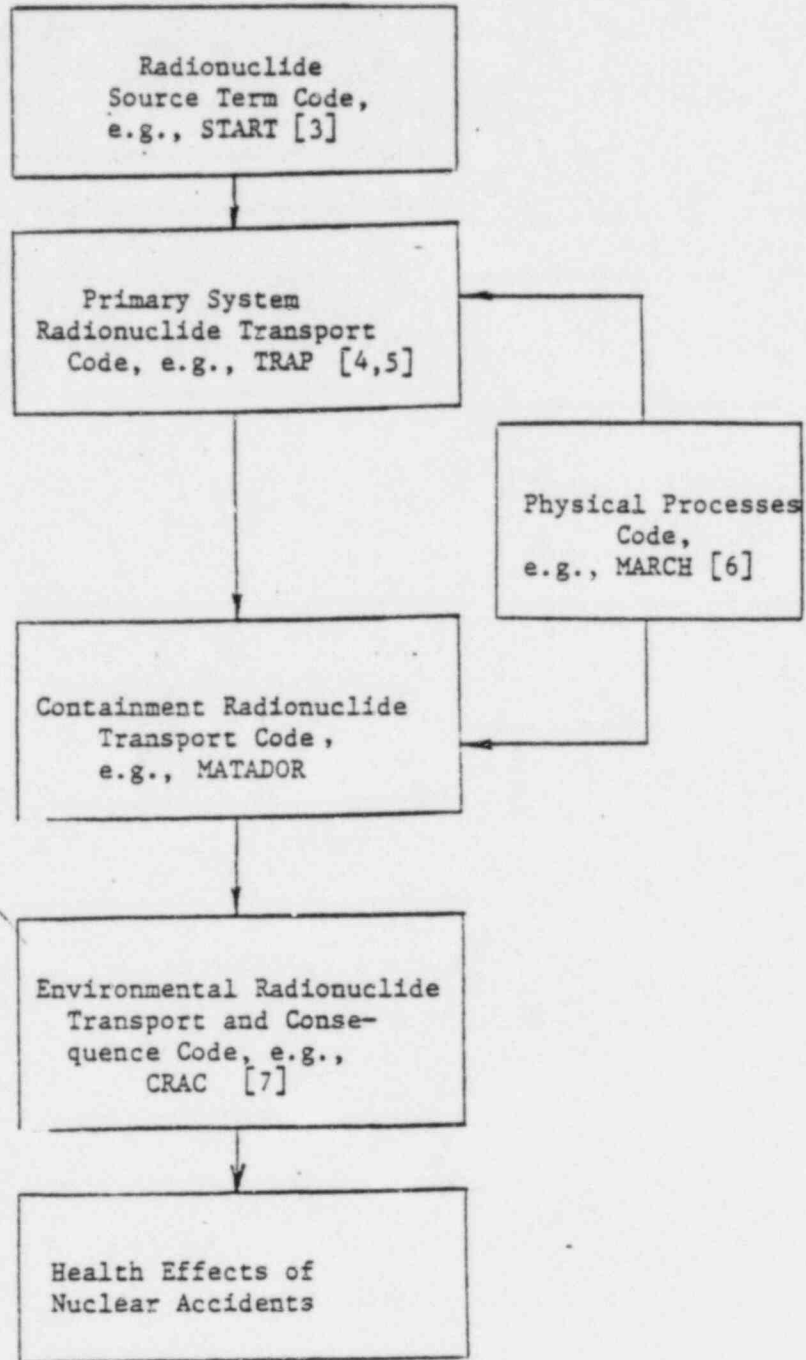 Radionuclide
Source Term Code,
e.g., START [3]
Primary System
Radionuclide Transport
Code, e.g., TRAP [4,5]
Physical Processes
Code,
e.g., MARCH [6]
Containment Radionuclide
Transport Code,
e.g., MATADOR
Environmental Radionuclide
Transport and Conse-
quence Code, e.g.,
CRAC [7]
Health Effects of
Nuclear Accidents